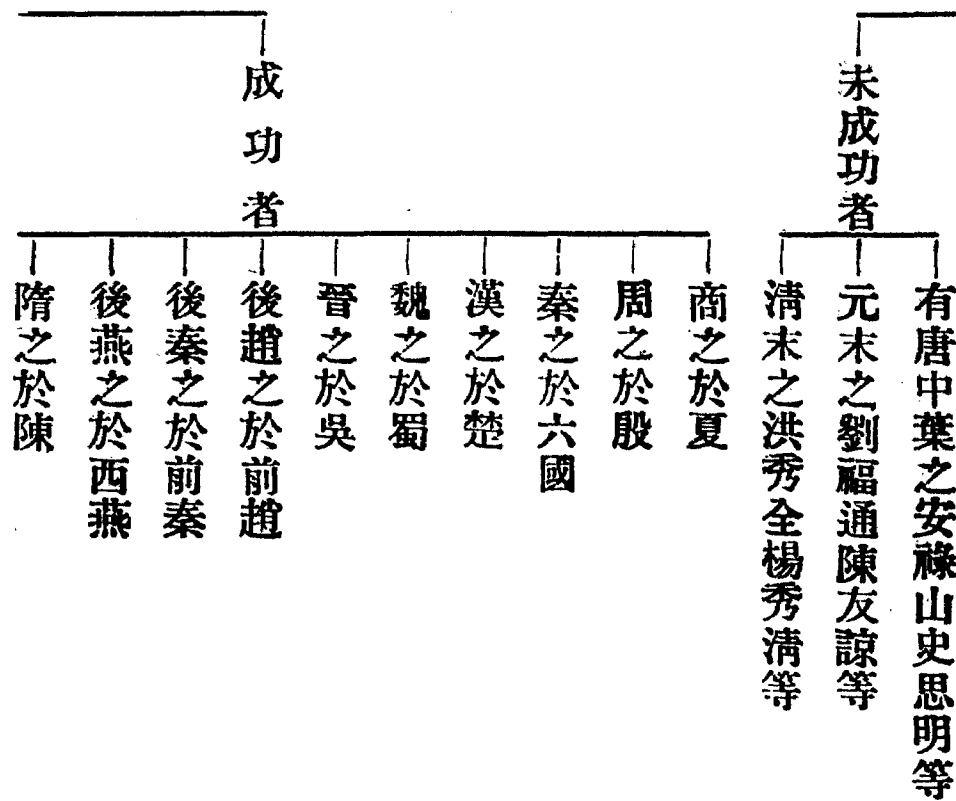 未成功者
有唐中葉之安祿山史思明等
元末之劉福通陳友諒等
淸末之洪秀全楊秀淸等
成功者
商之於夏
周之於殷
秦之於六國
漢之於楚
魏之於蜀
晉之於吳
後趙之於前趙
後秦之於前秦
後燕之於西燕
隋之於陳